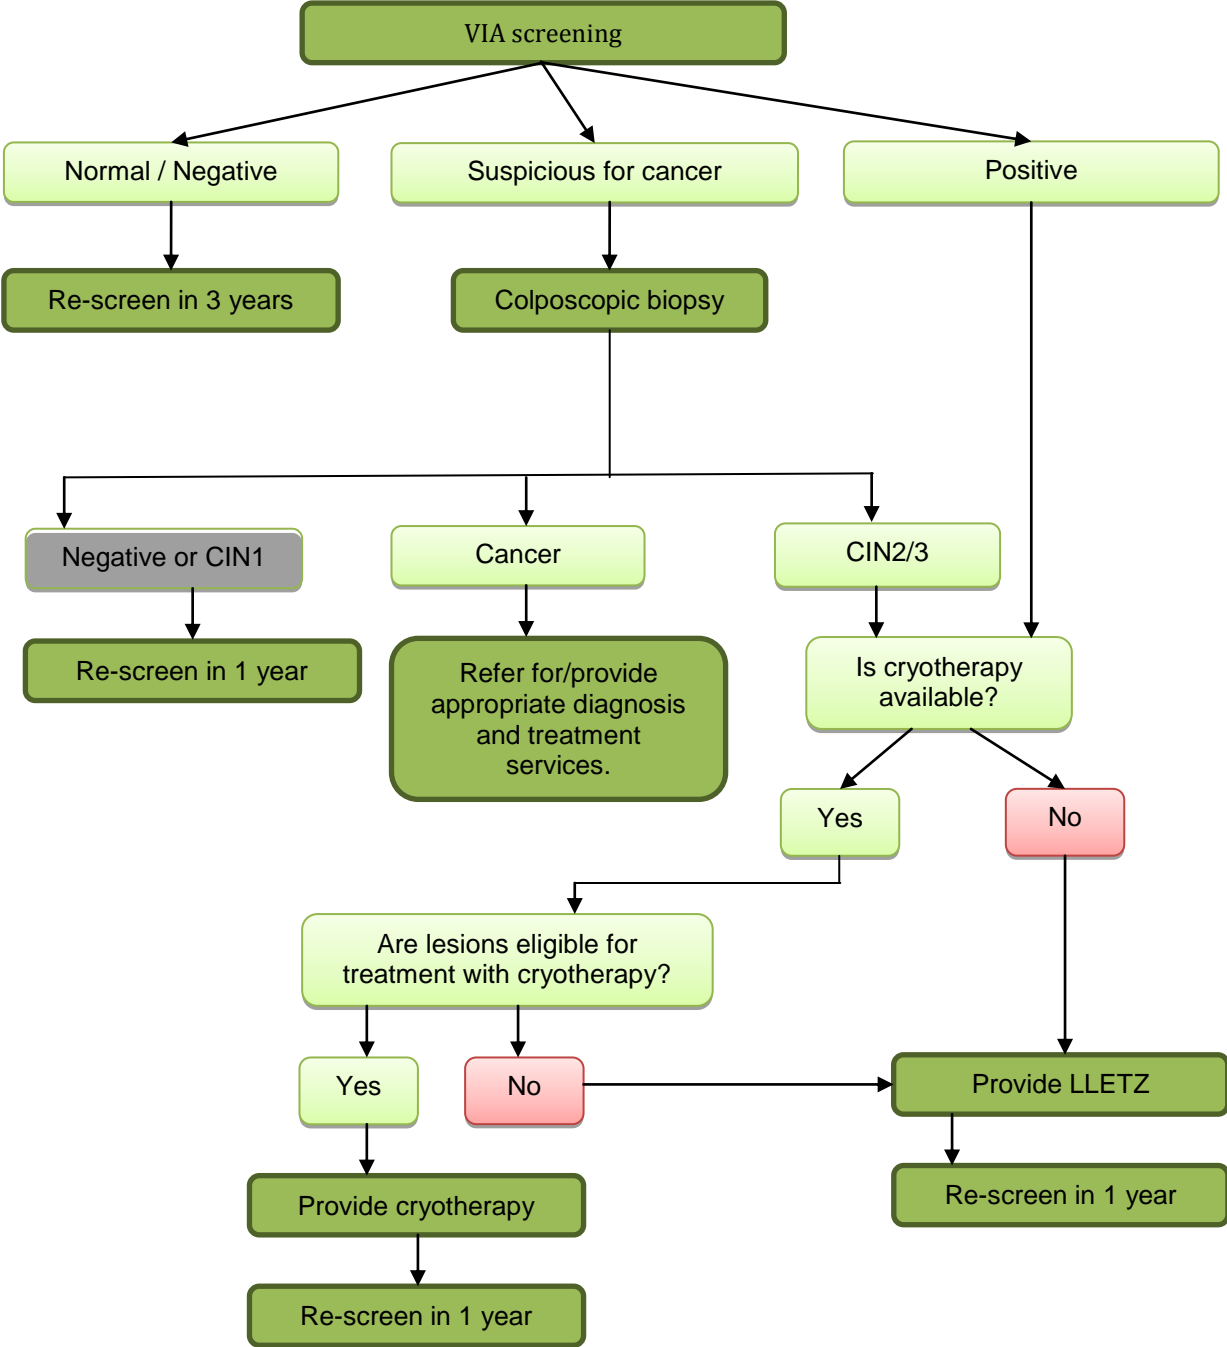 VIA screening
Normal / Negative
Suspicious for cancer
Positive
Re-screen in 3 years
Colposcopic biopsy
Negative or CIN1
Cancer
CIN2/3
Re-screen in 1 year
Refer for/provide
appropriate diagnosis
and treatment
services.
Is cryotherapy
available?
Yes
No
Are lesions eligible for
treatment with cryotherapy?
Yes
No
Provide LLETZ
Provide cryotherapy
Re-screen in 1 year
Re-screen in 1 year